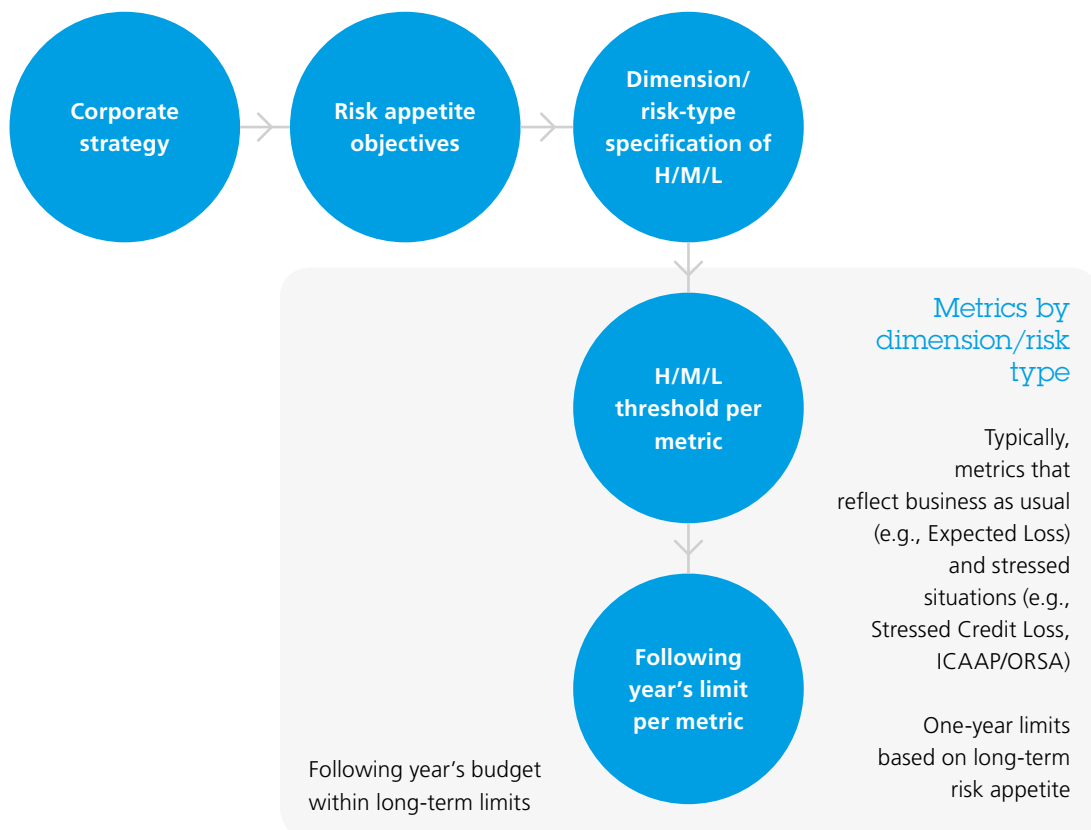 Corporate
strategy
Risk appetite
objectives
Dimension/
risk-type
specification of
H/M/L
H/M/L
threshold per
metric
Following
year's limit
per metric
Metrics by
dimension/risk
type
Typically,
metrics that
reflect business as usual
(e.g., Expected Loss)
and stressed
situations (e.g.,
Stressed Credit Loss,
ICAAP/ORSA)
One-year limits
based on long-term
risk appetite
Following year's budget
within long-term limits